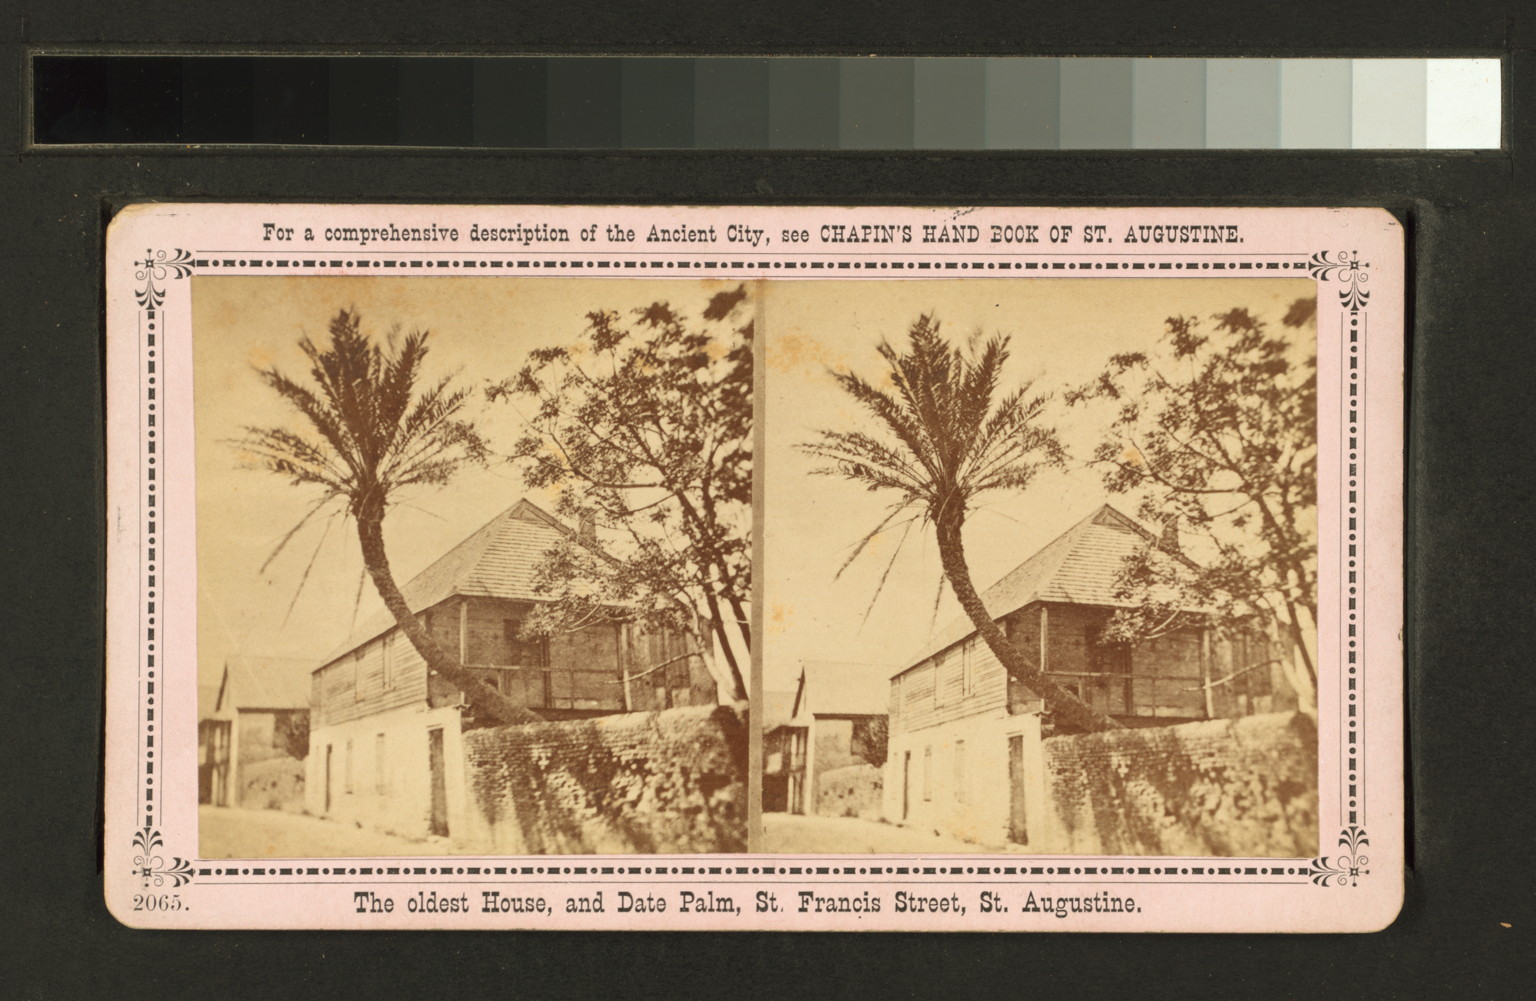 For a comprehensive description of the Ancient City, see CHAPIN'S HAND BOOK OF ST. AUGUSTINE.
2065.
The oldest House, and Date Palm, St. Francis Street, St. Augustine.